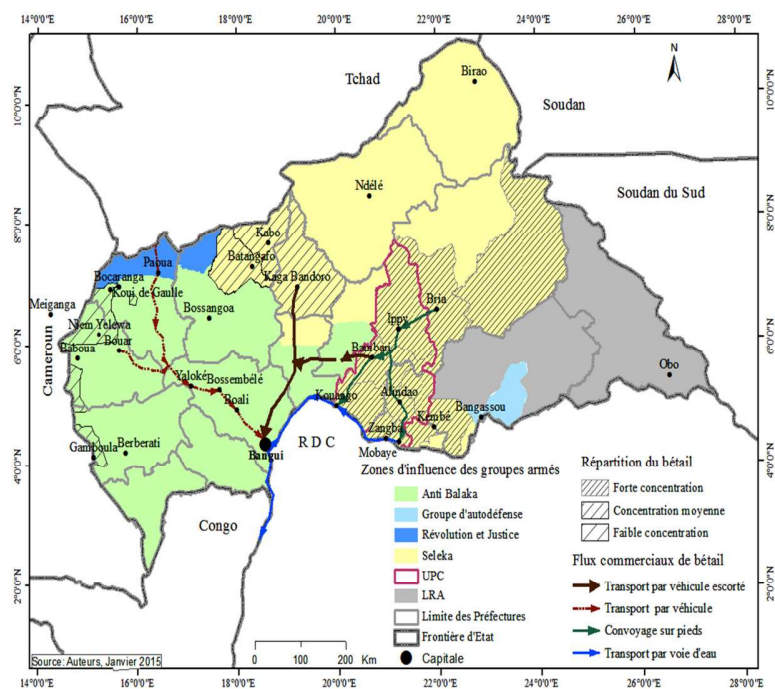 14°0'0"E 16°0'0"E 18°0'0"E 20°0'0"E 22°0'0"E 24°0'0"E 26°0'0"E 28°0'0"E
N
Tchad
Birao
Soudan
10°0'0"N
10°0'0"N
Soudan du Sud
Ndélé
8°0'0"N
8°0'0"N
Kabo
Paoua
Batangafo
Kaga Bandoro
Bocaranga
Koui de Gaulle
Meiganga
Bossangoa
Bria
Niem Yelewa
Ippy
6°0'0"N
6°0'0"N
Bouar
Baboua
Bambari
Cameroun
Obo
Yaloké
Bossembélé
Alindao
Kouango
Boali
Kembé
Bangassou
Zangba
Mobaye
R D C
Bangui
Gamboula
Berberati
4°0'0"N
4°0'0"N
Congo
Zones d'influence des groupes armés
Anti Balaka
Groupe d'autodéfense
Révolution et Justice
Seleka
UPC
LRA
Limite des Préfectures
Frontière d'Etat
Capitale
Répartition du bétail
Forte concentration
Concentration moyenne
Faible concentration
Flux commerciaux de bétail
Transport par véhicule escorté
Transport par véhicule
Convoyage sur pieds
Transport par voie d'eau
2°0'0"N
2°0'0"N
0 100 200
Km
Source: Auteurs, Janvier 2015
14°0'0"E 16°0'0"E 18°0'0"E 20°0'0"E 22°0'0"E 24°0'0"E 26°0'0"E 28°0'0"E